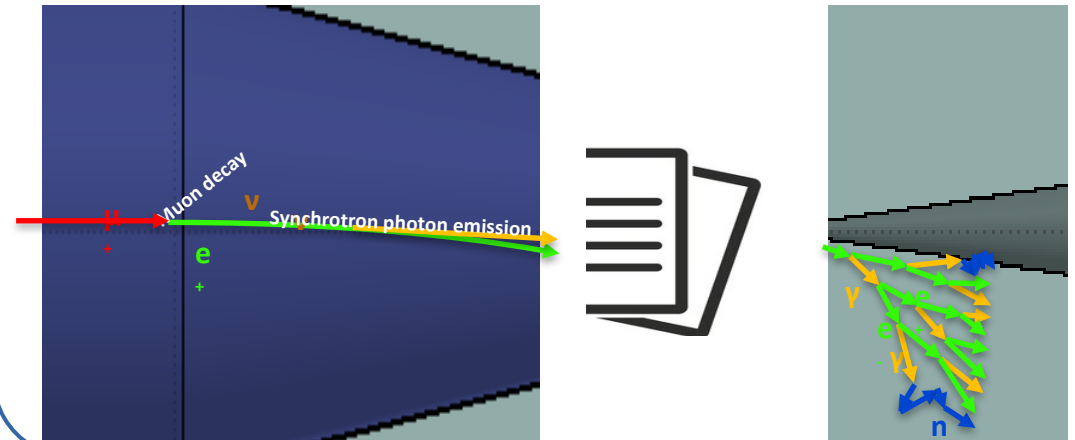 Muon decay
ν
Synchrotron photon emission
μ
+
e
+
γ
e
+
e
-
γ
n